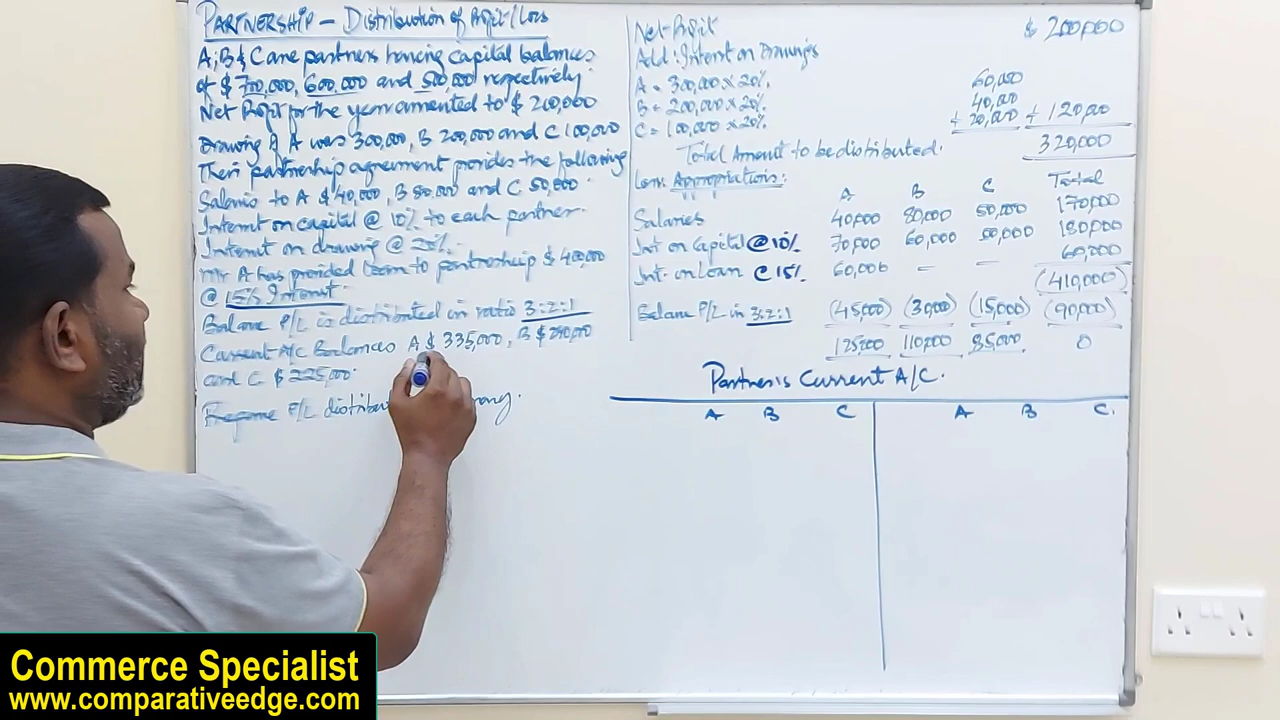 PARTNERSHIP - Distribution of Profit/Loss
A, B & C are partners having capital balances
of $ 700,000, 600,000 and 500,000 respectively.
Net Profit for the year amounted to $ 200,000
Drawing of A was 300,000, B 200,000 and C 100,000
Their partnership agreement provides the following
Salaries to A $ 40,000, B 80,000 and C 50,000
Interest on capital @ 10% to each partner.
Interest on drawing @ 20%.
Mr A has provided loan to partnership $ 400,000
@ 15% Interest.
Balance P/L is distributed in ratio 3:2:1
Current A/C Balances A $ 335,000, B $
and C $ 225,000.
P/L
Net Profit $ 200,000
Add: Interest on Drawings
A = 300,000 x 20% 60,000
B = 200,000 x 20% 40,000
C = 100,000 x 20% + 20,000 + 120,000
Total Amount to be distributed. 320,000
Less: Appropriations: A B C Total
Salaries 40,000 80,000 50,000 170,000
Int on Capital @ 10% 70,000 60,000 50,000 180,000
Int. on Loan @ 15% 60,000 - - 60,000
(410,000)
Balance P/L in 3:2:1 (45,000) (30,000) (15,000) (90,000)
125,000 110,000 85,000 0
Partner's Current A/C.
A B C A B C.
Commerce Specialist
www.comparativeedge.com